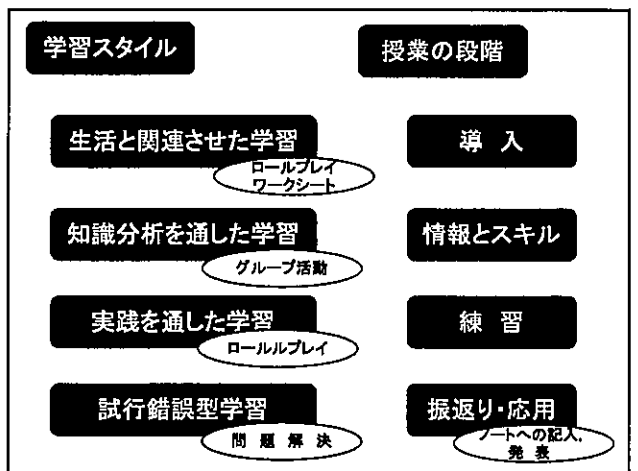 学習スタイル
授業の段階
生活と関連させた学習
ロールプレイ
ワークシート
導 入
知識分析を通した学習
グループ活動
情報とスキル
実践を通した学習
ロールルプレイ
練 習
試行錯誤型学習
問 題 解 決
振返り・応用
ノートへの記入,
発 表